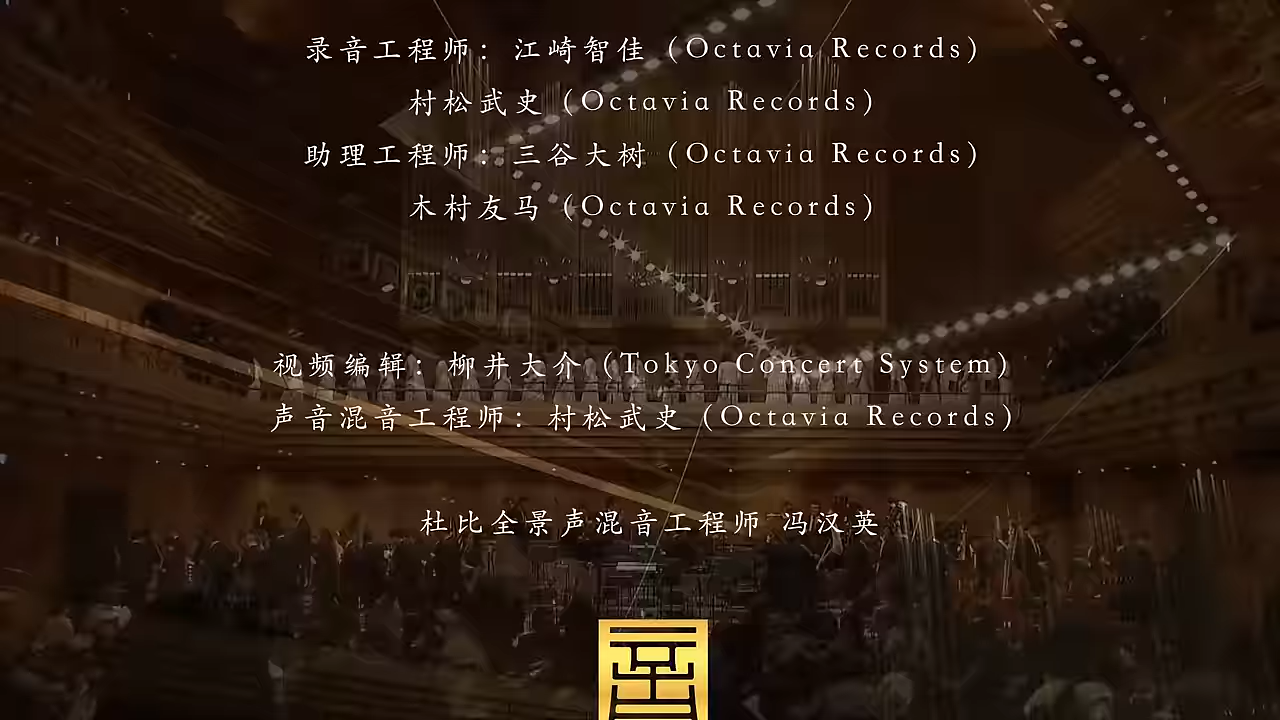 录音工程师：江崎智佳（Octavia Records）
村松武史（Octavia Records）
助理工程师：三谷大树（Octavia Records）
木村友马（Octavia Records）
视频编辑：柳井大介（Tokyo Concert System）
声音混音工程师：村松武史（Octavia Records）
杜比全景声混音工程师 冯汉英